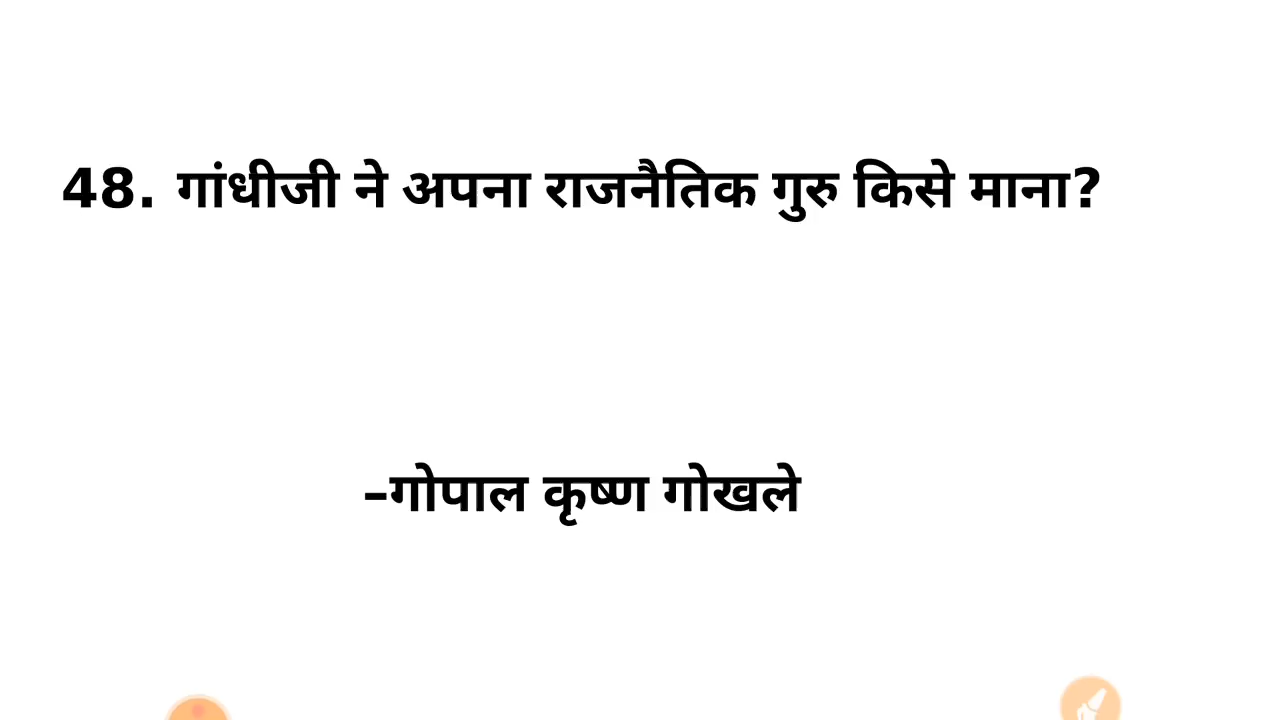 48. गांधीजी ने अपना राजनैतिक गुरु किसे माना?
–गोपाल कृष्ण गोखले